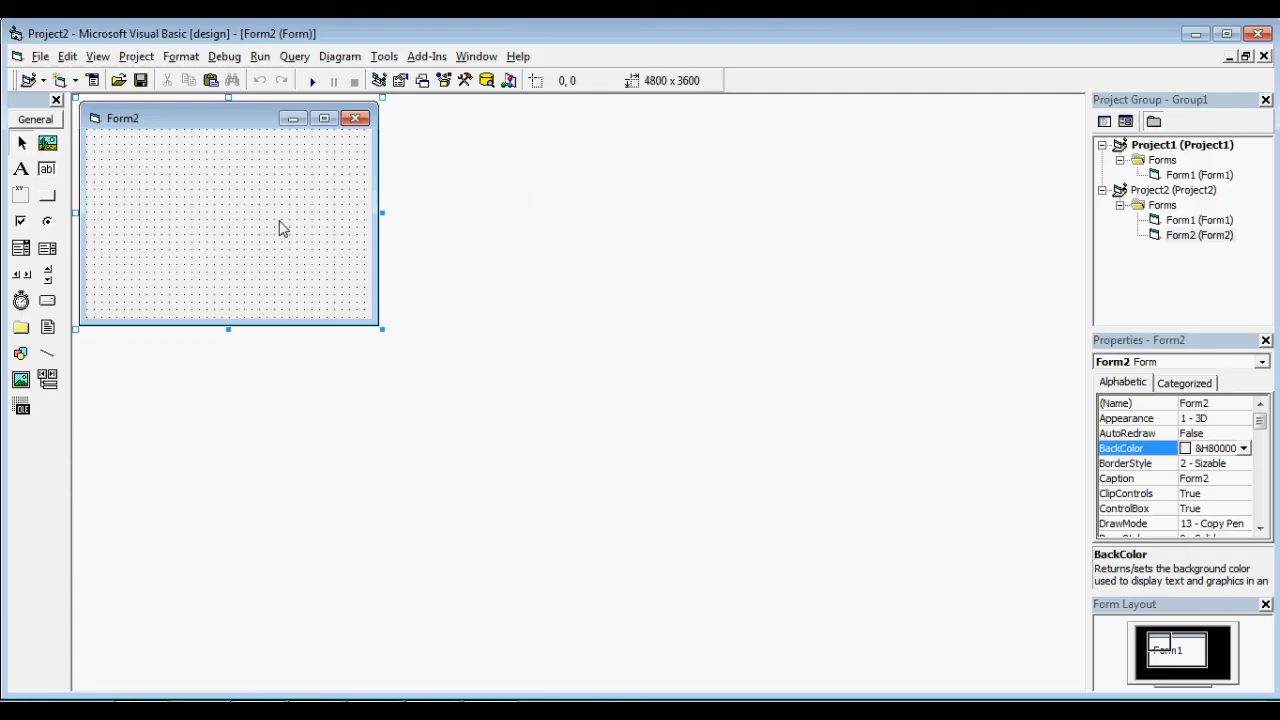 Project2 - Microsoft Visual Basic [design] - [Form2 (Form)]
File Edit View Project Format Debug Run Query Diagram Tools Add-Ins Window Help
0, 0 4800 x 3600
General
A ab
xy
OLE
Form2
Project Group - Group1
Project1 (Project1)
Forms
Form1 (Form1)
Project2 (Project2)
Forms
Form1 (Form1)
Form2 (Form2)
Properties - Form2
Form2 Form
Alphabetic Categorized
(Name) Form2
Appearance 1 - 3D
AutoRedraw False
BackColor &H80000
BorderStyle 2 - Sizable
Caption Form2
ClipControls True
ControlBox True
DrawMode 13 - Copy Pen
BackColor
Returns/sets the background color
used to display text and graphics in an
Form Layout
Form1